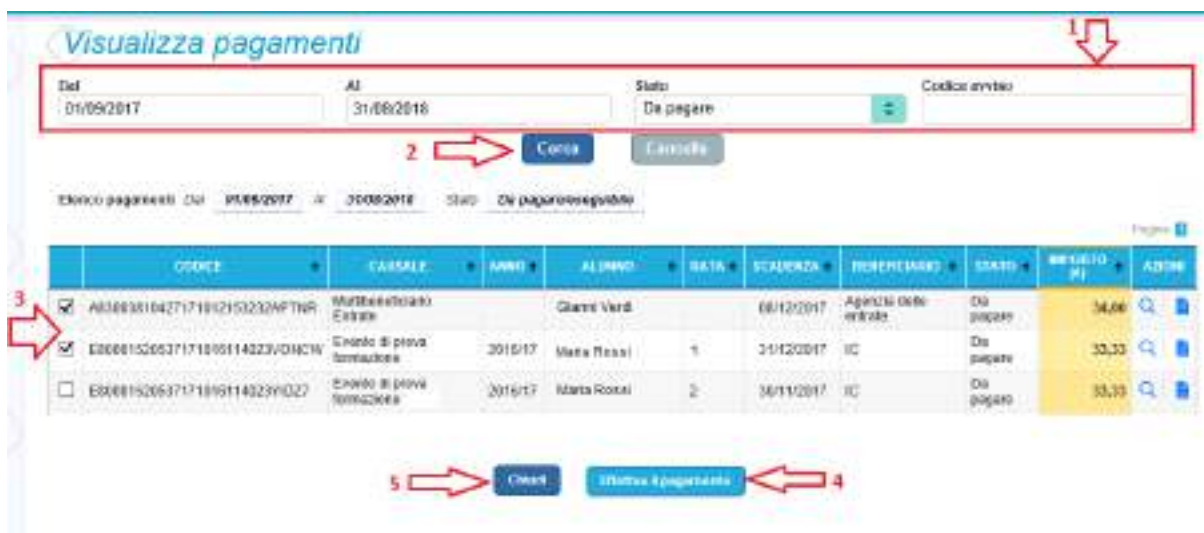 1
Visualizza pagamenti
Dal Al Stato Codice avviso
01/09/2017 31/08/2018 Da pagare
2 Cerca Cancella
Elenco pagamenti Dal Al Stato
Pagina
CODICE CAUSALE ANNO ALUNNO RATA SCADENZA BENEFICIARIO STATO IMPORTO (€) AZIONI
3
Multibeneficiario Entrate Gianni Verdi Agenzia delle entrate Da pagare 34,00
Evento di prova formazione 2016/17 Maria Rossi 1 31/12/2017 IC Da pagare 33,33
Evento di prova formazione 2016/17 Maria Rossi 2 30/11/2017 IC Da pagare 33,33
5 Chiudi Effettua il pagamento 4